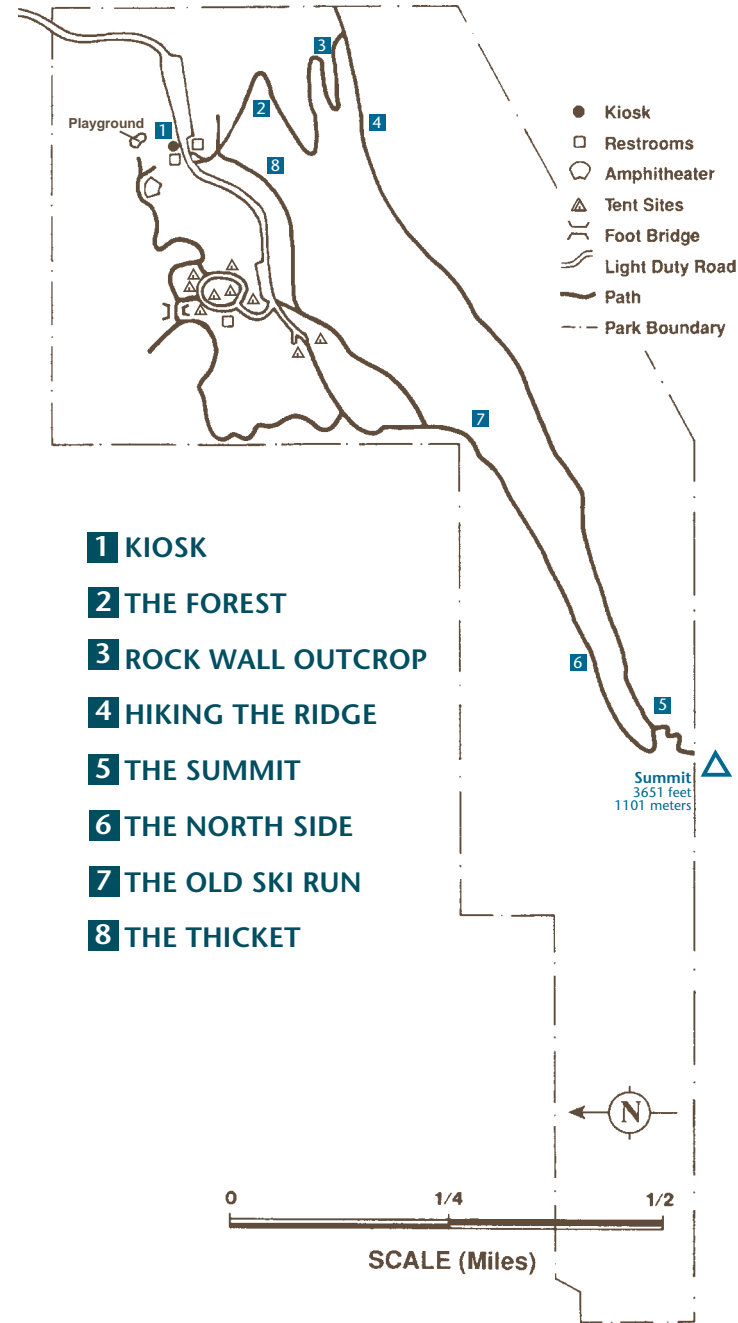 3
2
4
Playground
1
8
Kiosk
Restrooms
Amphitheater
Tent Sites
Foot Bridge
Light Duty Road
Path
Park Boundary
7
6
5
Summit
3651 feet
1101 meters
1 KIOSK
2 THE FOREST
3 ROCK WALL OUTCROP
4 HIKING THE RIDGE
5 THE SUMMIT
6 THE NORTH SIDE
7 THE OLD SKI RUN
8 THE THICKET
N
0 1/4 1/2
SCALE (Miles)